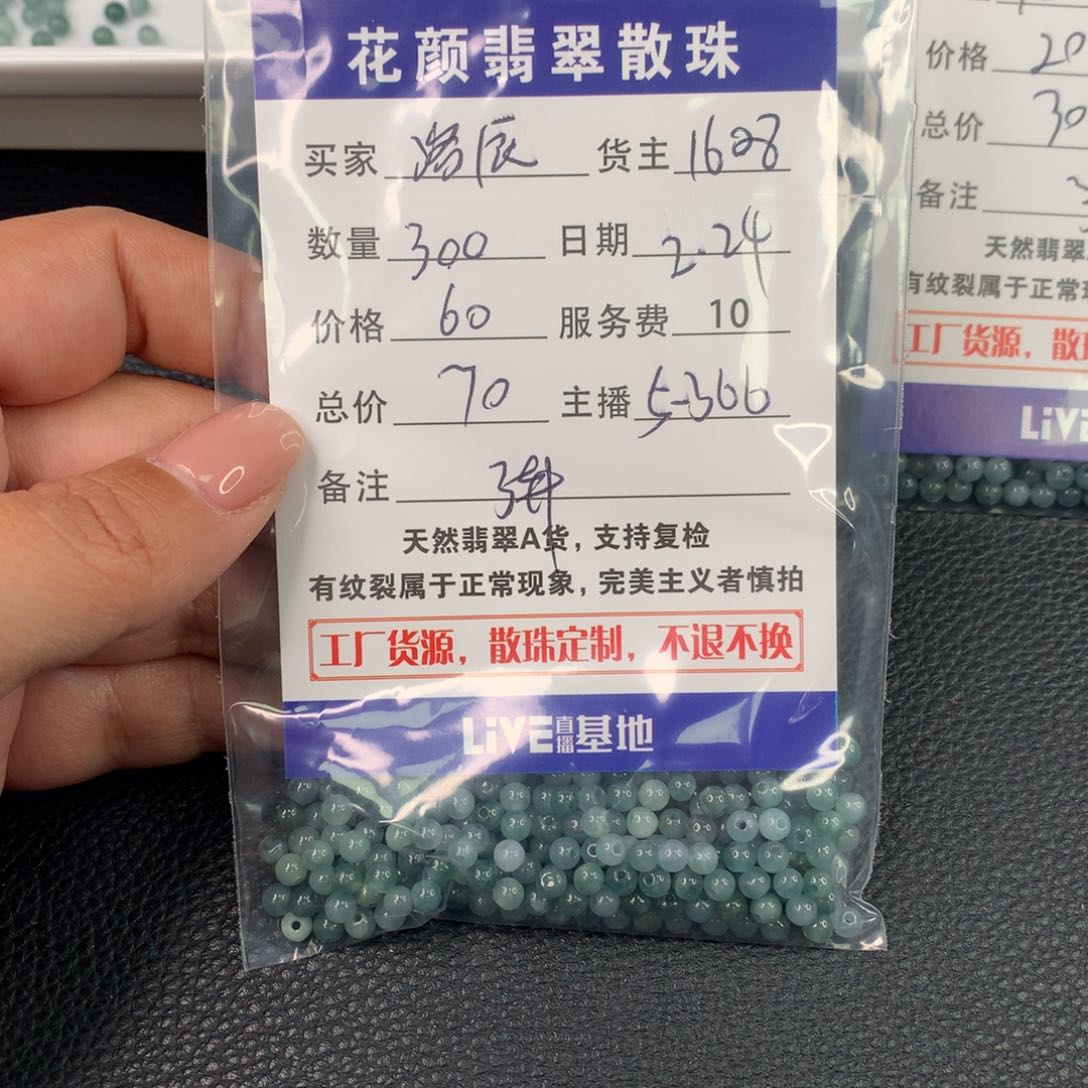 花颜翡翠散珠
买家 潞辰 货主 1628
数量 300 日期 2.24
价格 60 服务费 10
总价 70 主播 5-366
备注
天然翡翠A货，支持复检
有纹裂属于正常现象，完美主义者慎拍
工厂货源，散珠定制，不退不换
LiVE直播基地
价格 20
总价 30
备注
天然翡翠
有纹裂属于正常
工厂货源，散
LiVE